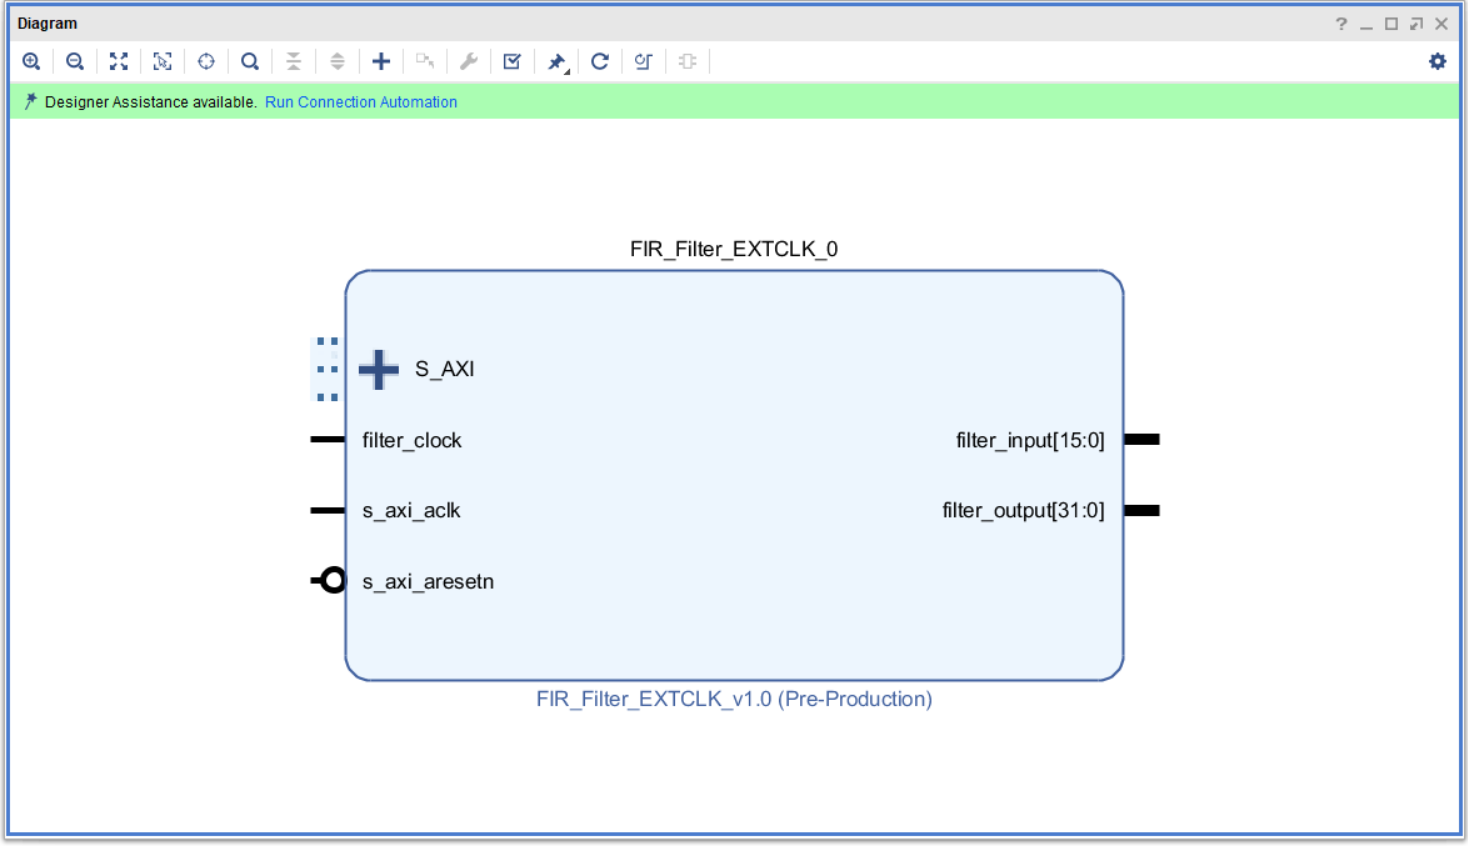 Diagram
?
Designer Assistance available. Run Connection Automation
FIR_Filter_EXTCLK_0
S_AXI
filter_clock
filter_input[15:0]
s_axi_aclk
filter_output[31:0]
s_axi_aresetn
FIR_Filter_EXTCLK_v1.0 (Pre-Production)